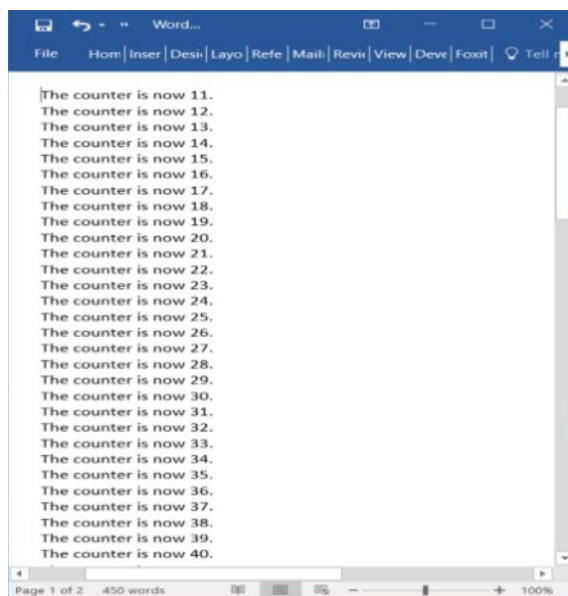 Word...
File Hom Inser Desi Layo Refe Maili Revie View Deve Foxit Tell
The counter is now 11.
The counter is now 12.
The counter is now 13.
The counter is now 14.
The counter is now 15.
The counter is now 16.
The counter is now 17.
The counter is now 18.
The counter is now 19.
The counter is now 20.
The counter is now 21.
The counter is now 22.
The counter is now 23.
The counter is now 24.
The counter is now 25.
The counter is now 26.
The counter is now 27.
The counter is now 28.
The counter is now 29.
The counter is now 30.
The counter is now 31.
The counter is now 32.
The counter is now 33.
The counter is now 34.
The counter is now 35.
The counter is now 36.
The counter is now 37.
The counter is now 38.
The counter is now 39.
The counter is now 40.
Page 1 of 2 450 words 100%